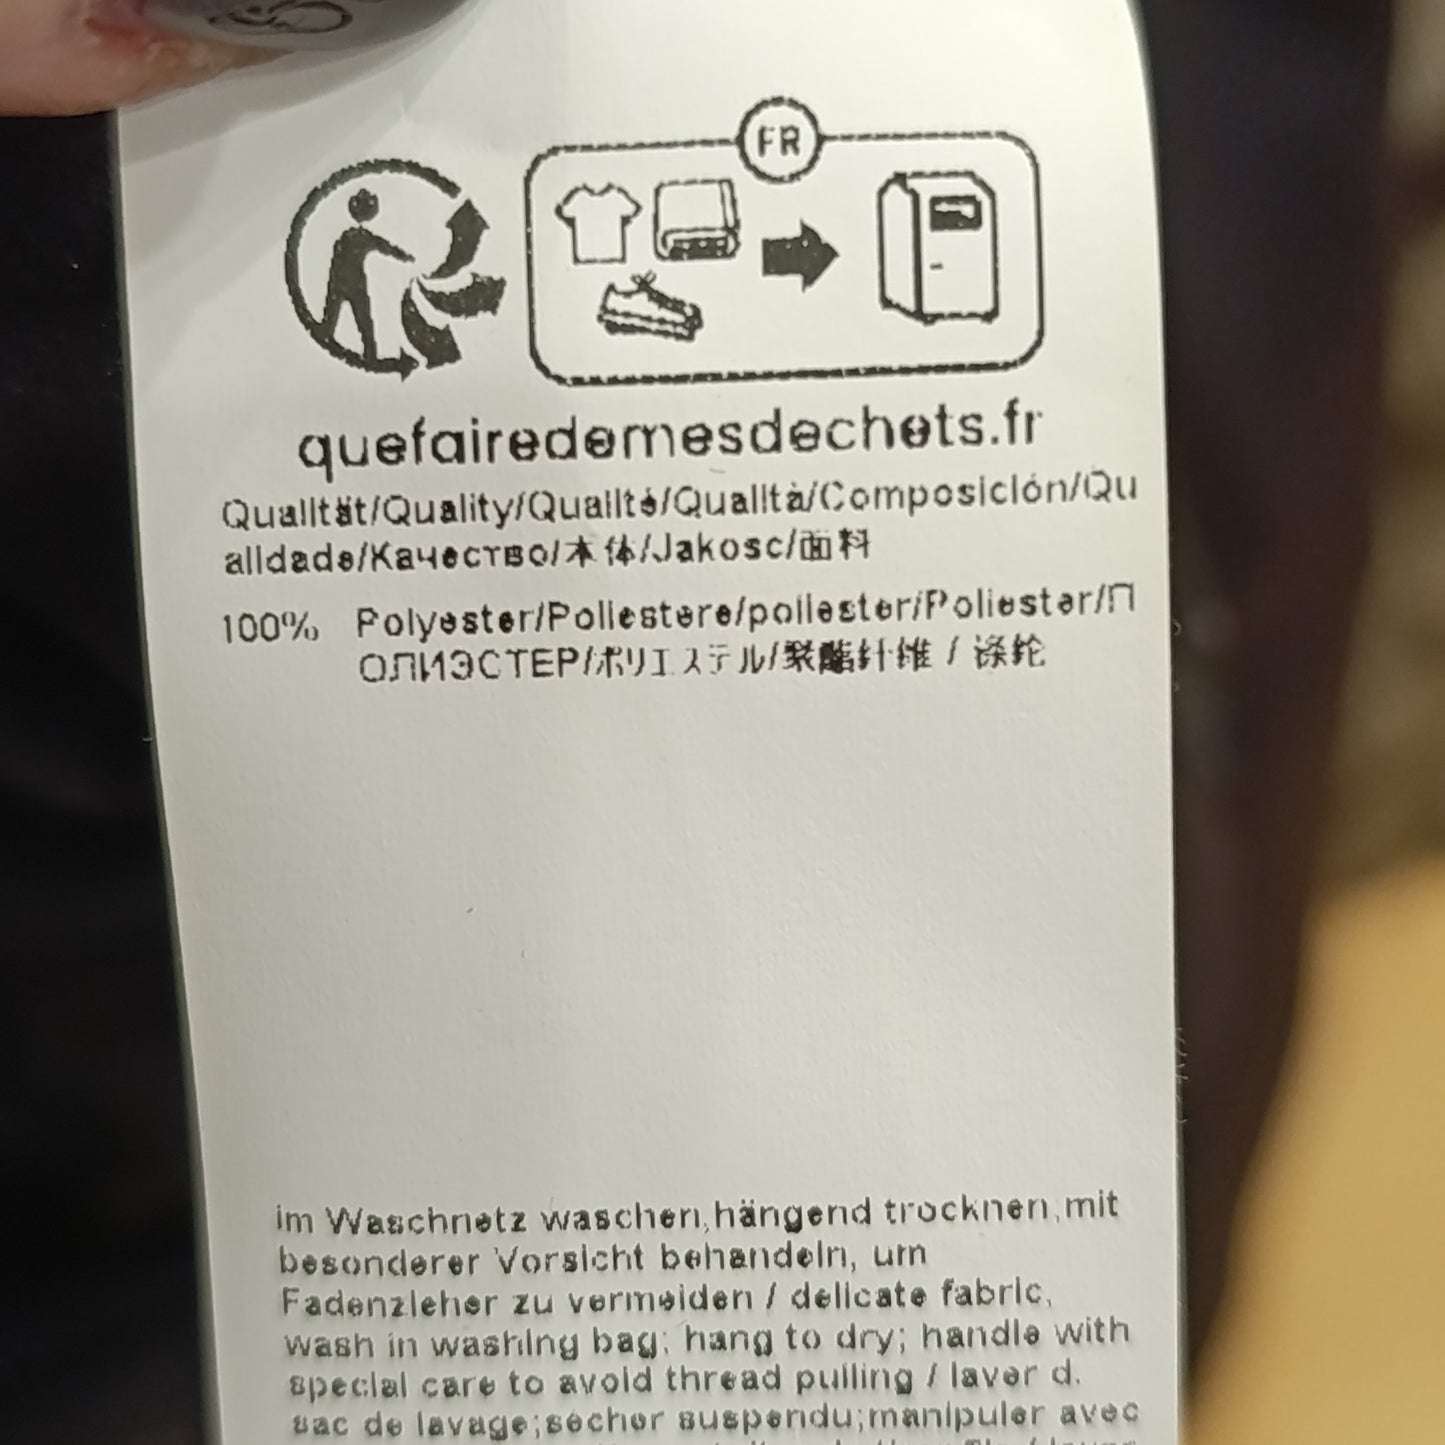 FR
quefairedemesdechets.fr
Qualität/Quality/Qualité/Qualità/Composición/Qu
alidade/Качество/本体/Jakosc/面料
100% Polyester/Poliestere/poliester/Poliester/П
ОЛИЭСТЕР/ポリエステル/聚酯纤维 / 涤纶
im Waschnetz waschen,hängend trocknen,mit
besonderer Vorsicht behandeln, um
Fadenzieher zu vermeiden / delicate fabric,
wash in washing bag; hang to dry; handle with
special care to avoid thread pulling / laver d.
sac de lavage;sécher suspendu;manipuler avec